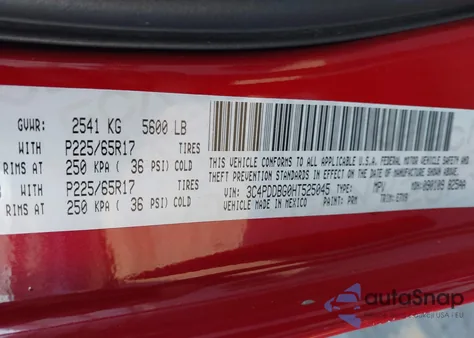 GVWR: 2541 KG 5600 LB
WITH P225/65R17 TIRES
RIMS AT 250 KPA ( 36 PSI) COLD
WITH P225/65R17 TIRES
RIMS AT 250 KPA ( 36 PSI) COLD
THIS VEHICLE CONFORMS TO ALL APPLICABLE U.S.A. FEDERAL MOTOR VEHICLE SAFETY AND
THEFT PREVENTION STANDARDS IN EFFECT ON THE DATE OF MANUFACTURE SHOWN ABOVE.
VIN: 3C4PDDBG0HT525045 TYPE: MPV
VEHICLE MADE IN MEXICO PAINT: PRM TRIM:
autoSnap